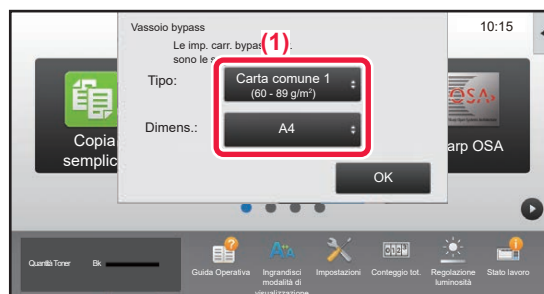 Vassoio bypass
10:15
Le imp. carr. bypas
(1)
sono le s
Tipo:
Carta comune 1
(60 - 89 g/m²)
Dimens.:
A4
OK
Copia
semplic
arp OSA
Quantità Toner
Bk
Guida Operativa
Ingrandisci
modalità di
visualizzazione
Impostazioni
Conteggio tot.
Regolazione
luminosità
Stato lavoro